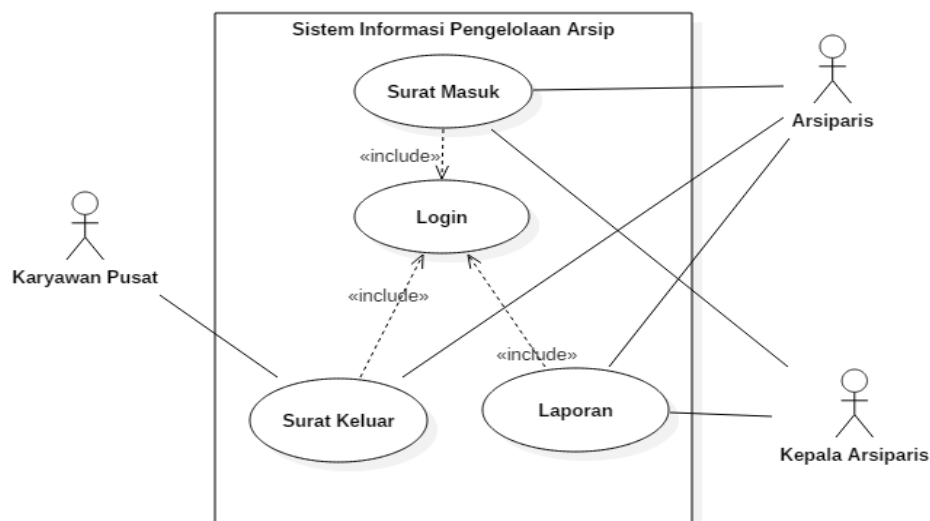 Sistem Informasi Pengelolaan Arsip
Surat Masuk
Arsiparis
«include»
Login
Karyawan Pusat
«include»
«include»
Surat Keluar
Laporan
Kepala Arsiparis